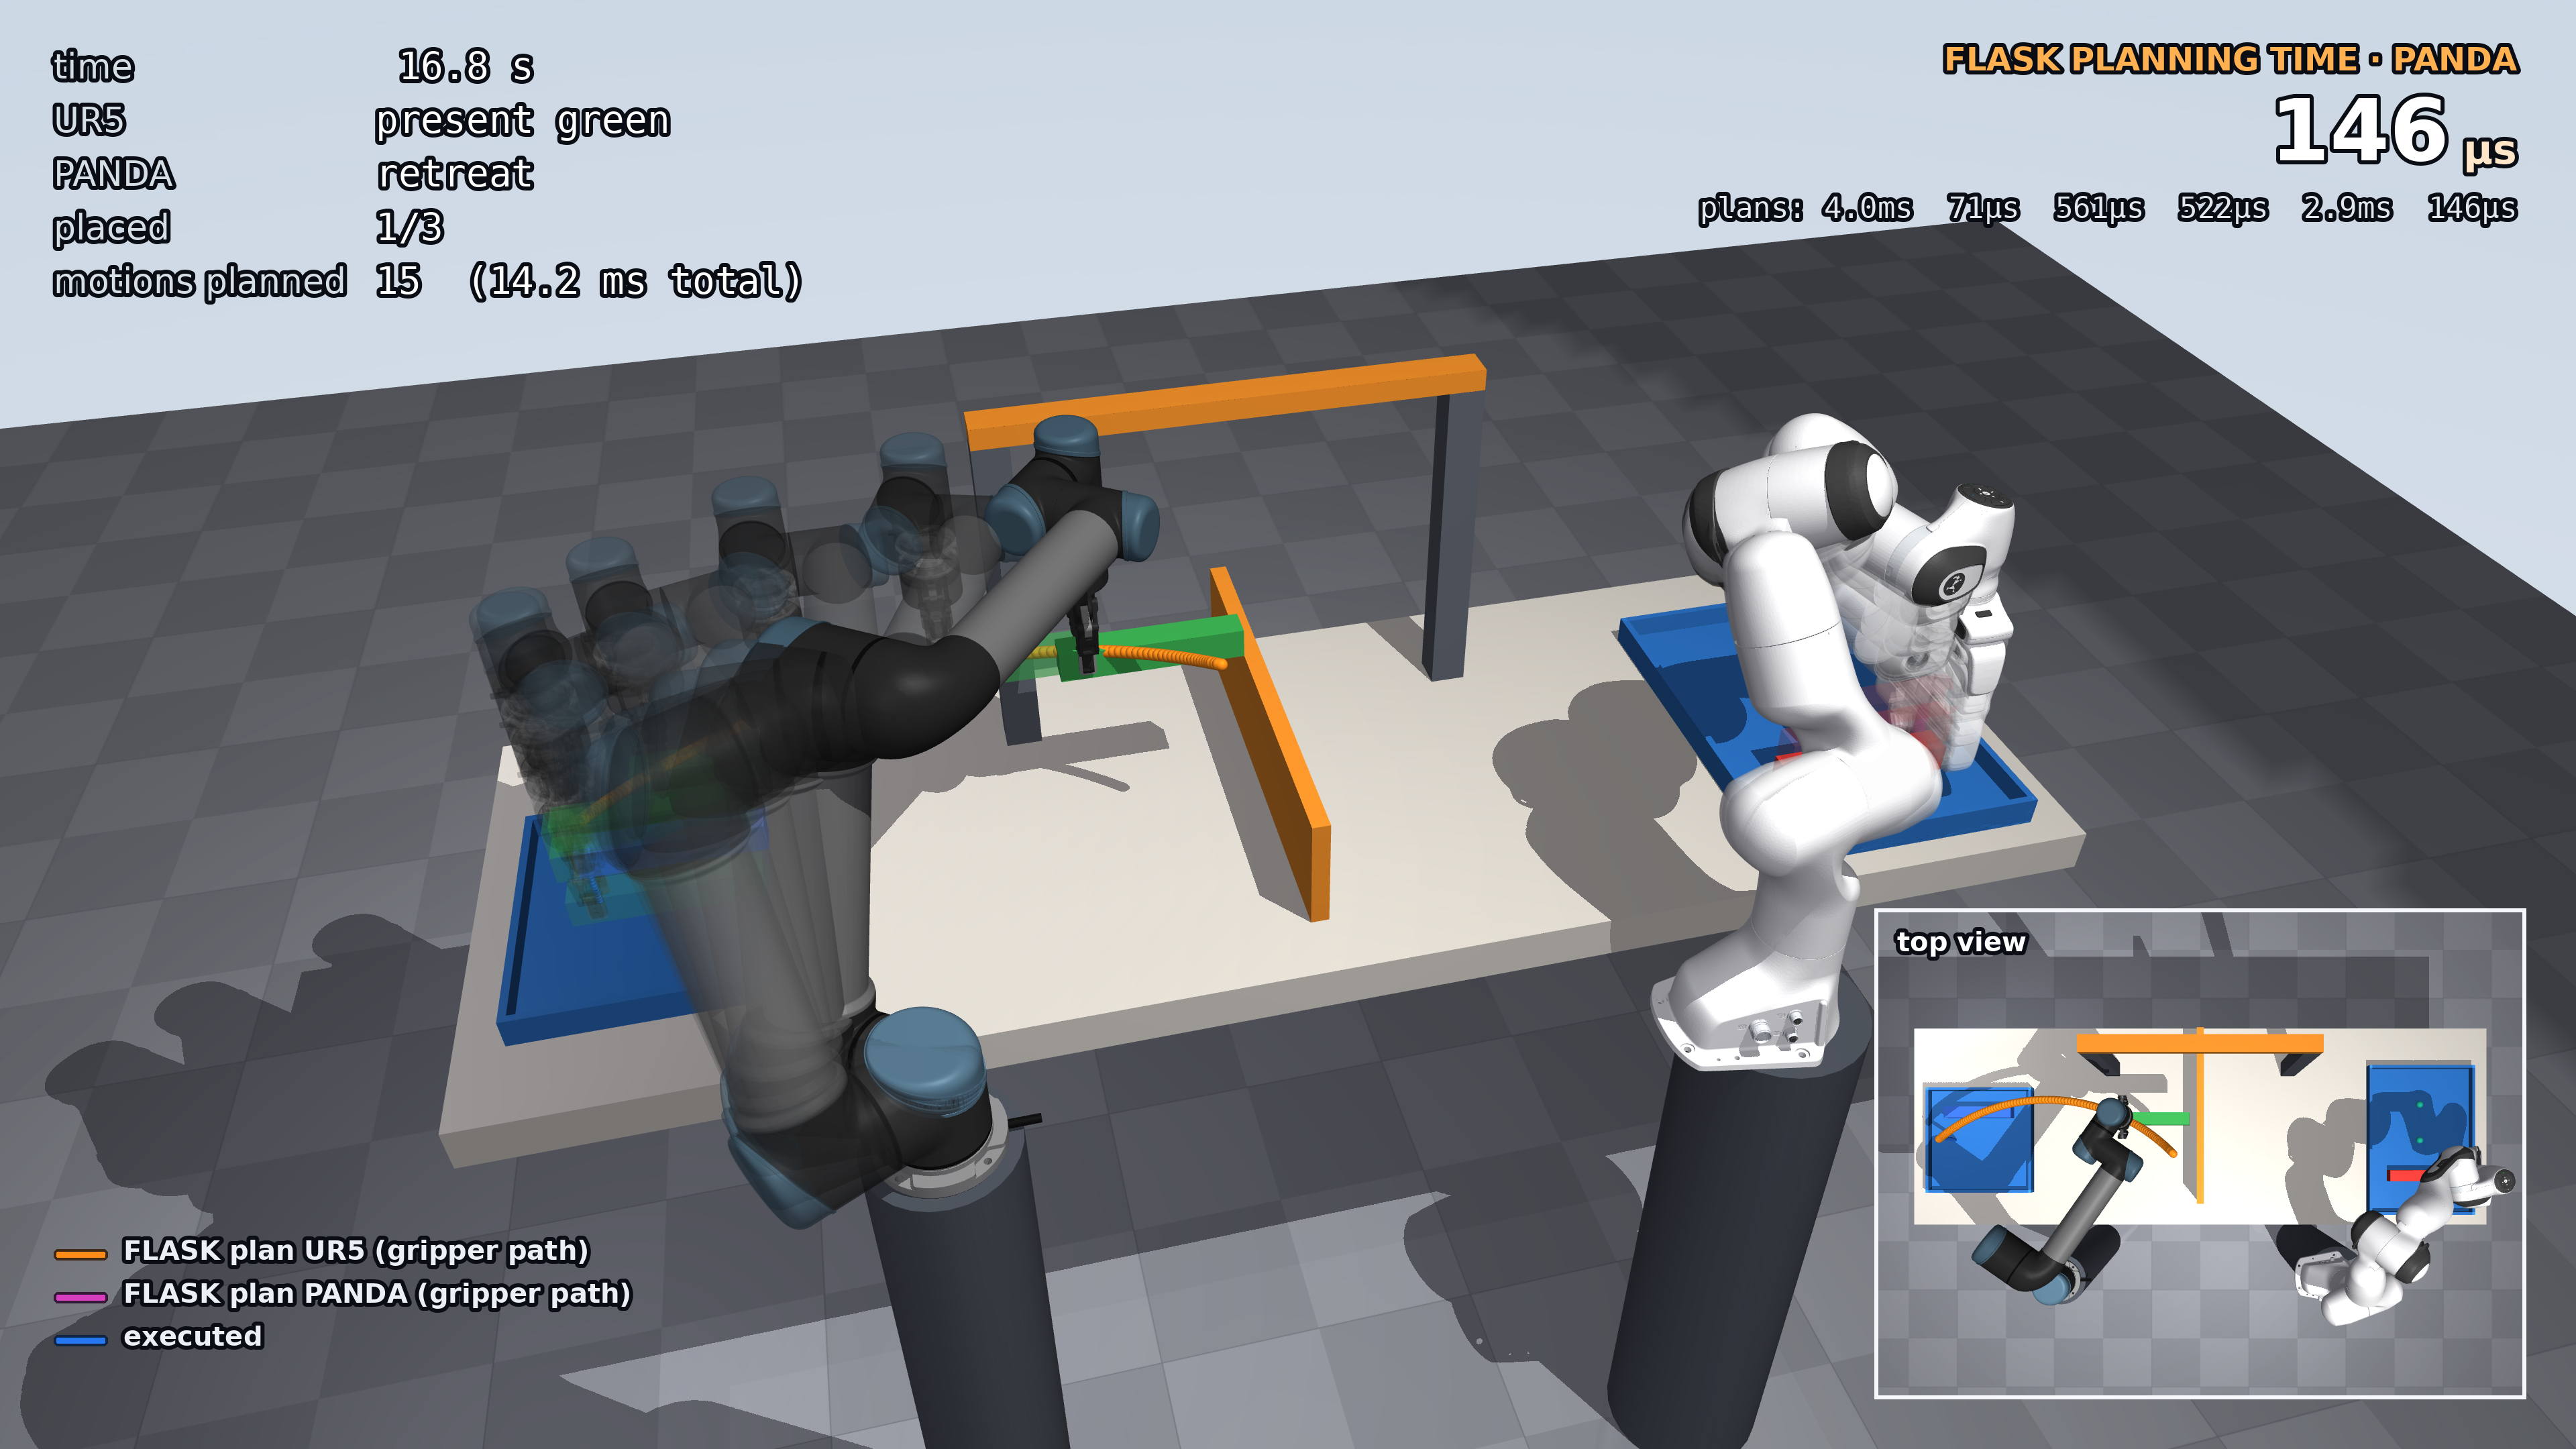 time 16.8 s
UR5 present green
PANDA retreat
placed 1/3
motions planned 15 (14.2 ms total)
FLASK PLANNING TIME · PANDA
146 µs
plans: 4.0ms 71µs 561µs 522µs 2.9ms 146µs
top view
FLASK plan UR5 (gripper path)
FLASK plan PANDA (gripper path)
executed